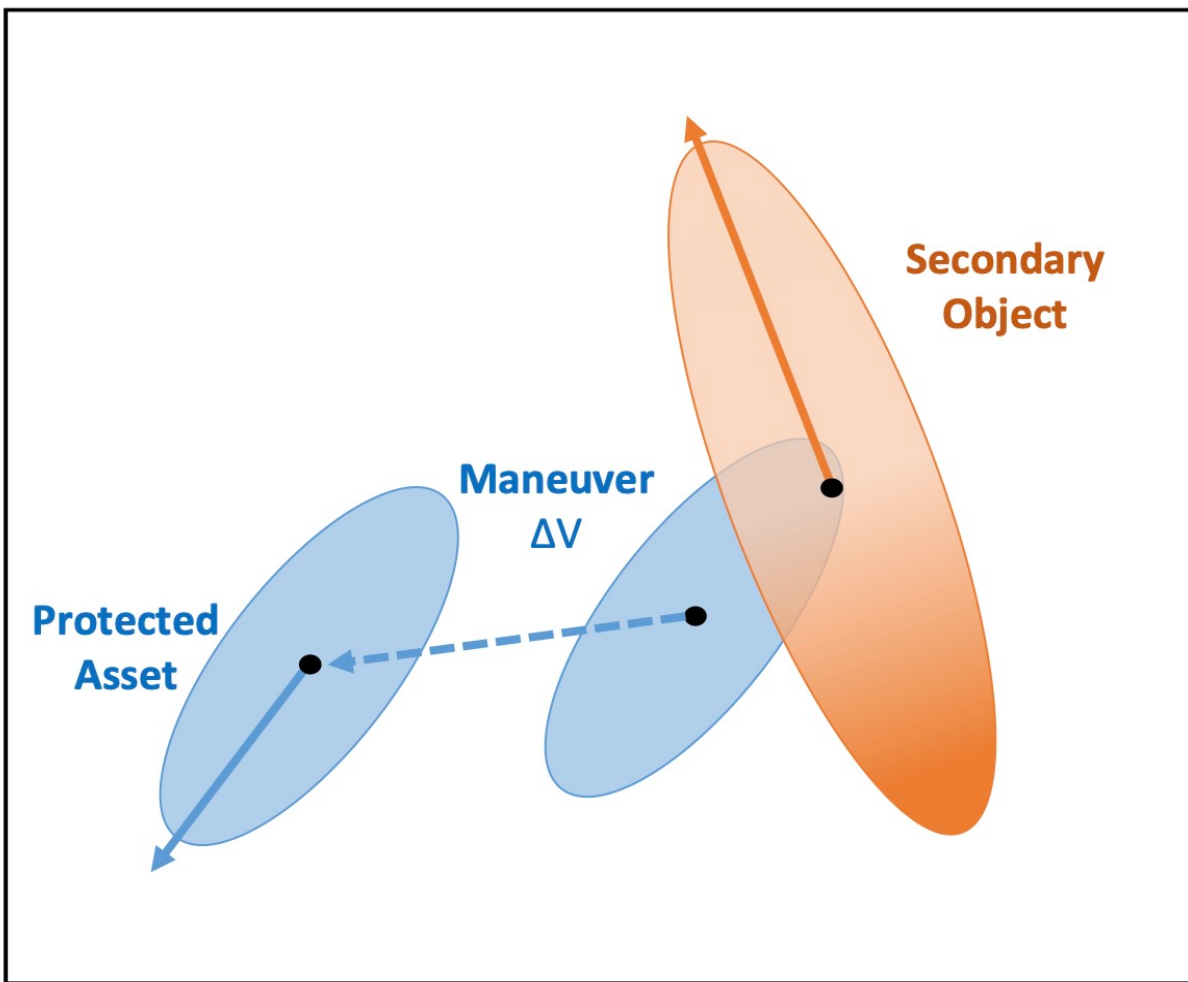 Secondary
Object
Maneuver
ΔV
Protected
Asset